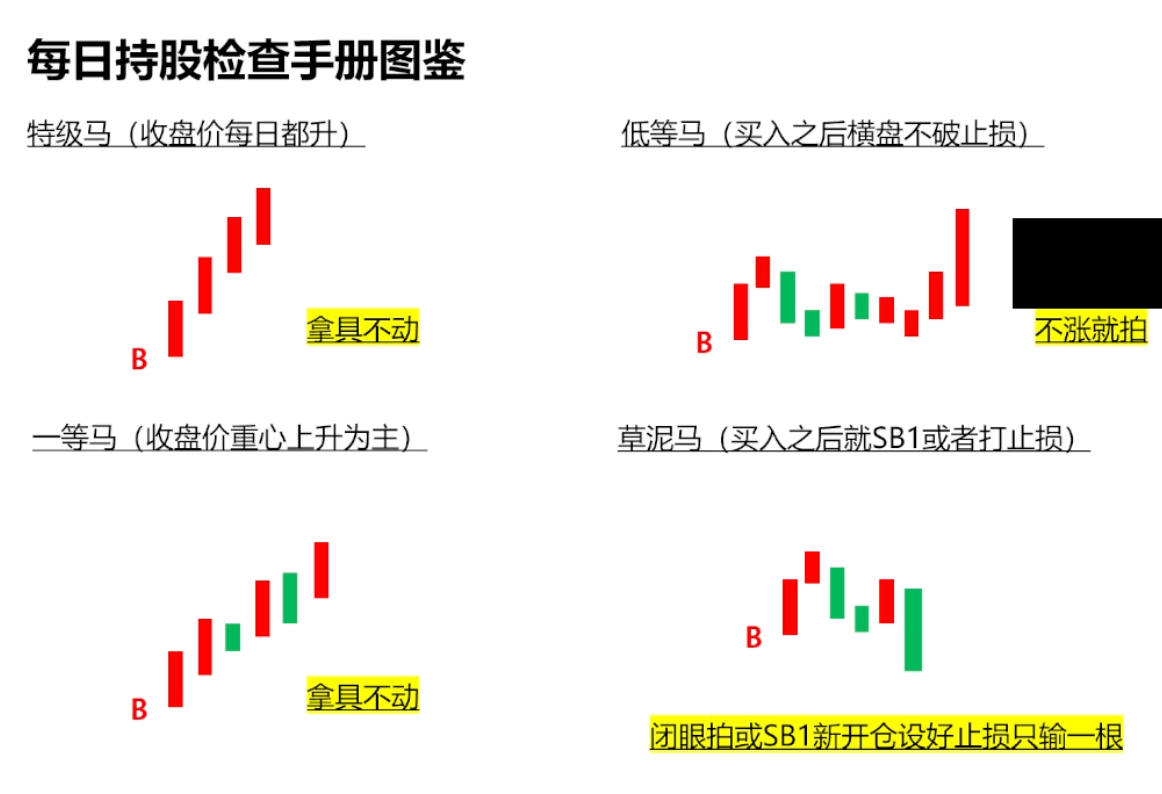 每日持股检查手册图鉴
特级马（收盘价每日都升）
B
拿具不动
低等马（买入之后横盘不破止损）
B
不涨就拍
一等马（收盘价重心上升为主）
B
拿具不动
草泥马（买入之后就SB1或者打止损）
B
闭眼拍或SB1新开仓设好止损只输一根